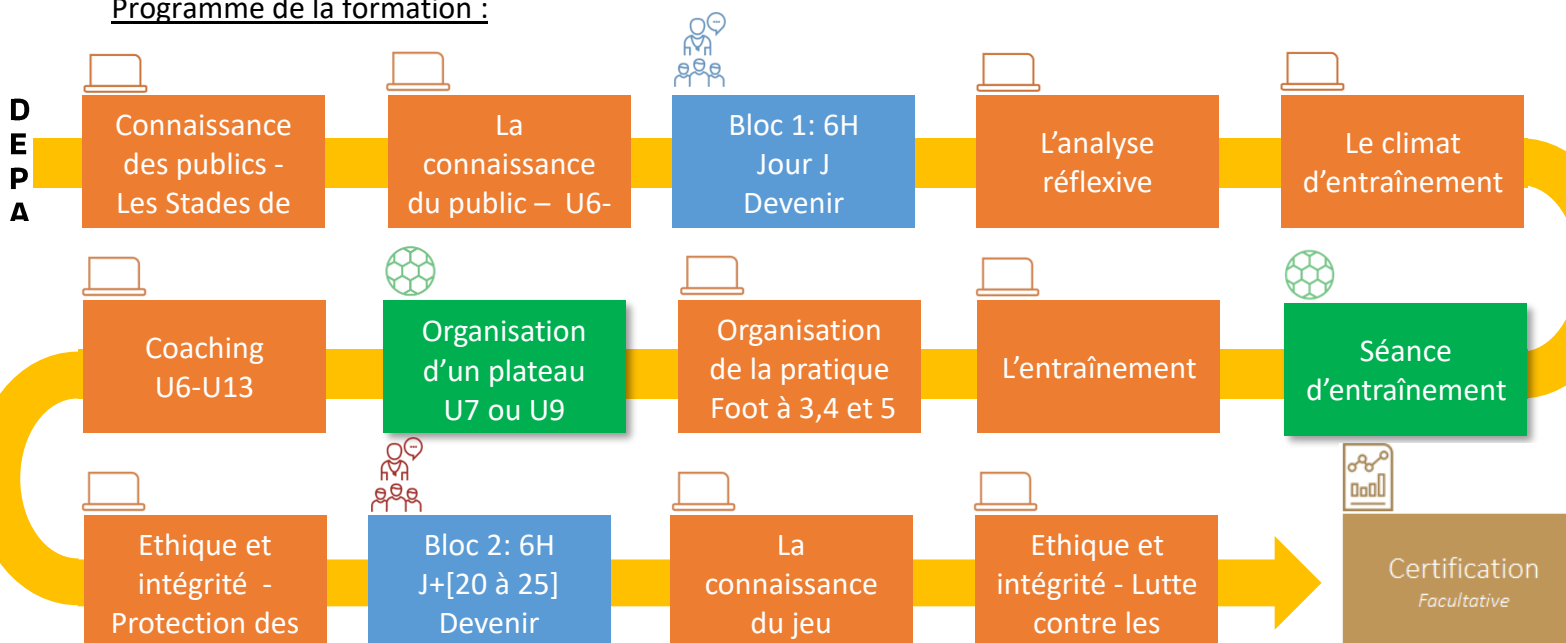 Programme de la formation :
D
E
P
A
Connaissance
des publics -
Les Stades de
La
connaissance
du public – U6-
Bloc 1: 6H
Jour J
Devenir
L'analyse
réflexive
Le climat
d'entraînement
Séance
d'entraînement
L'entraînement
Organisation
de la pratique
Foot à 3,4 et 5
Organisation
d'un plateau
U7 ou U9
Coaching
U6-U13
Ethique et
intégrité -
Protection des
Bloc 2: 6H
J+[20 à 25]
Devenir
La
connaissance
du jeu
Ethique et
intégrité - Lutte
contre les
Certification
Facultative